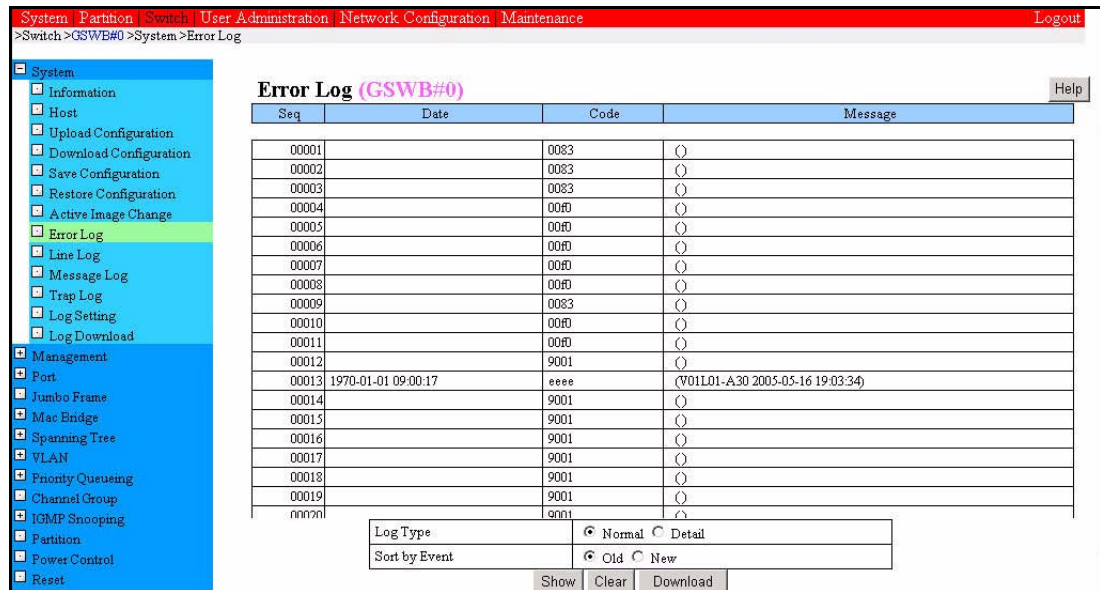 System | Partition | Switch | User Administration | Network Configuration | Maintenance Logout
>Switch >GSWB#0 >System >Error Log
System
Information
Host
Upload Configuration
Download Configuration
Save Configuration
Restore Configuration
Active Image Change
Error Log
Line Log
Message Log
Trap Log
Log Setting
Log Download
Management
Port
Jumbo Frame
Mac Bridge
Spanning Tree
VLAN
Priority Queueing
Channel Group
IGMP Snooping
Partition
Power Control
Reset
Error Log (GSWB#0) Help
Seq Date Code Message
00001 0083 ()
00002 0083 ()
00003 0083 ()
00004 00f0 ()
00005 00f0 ()
00006 00f0 ()
00007 00f0 ()
00008 00f0 ()
00009 0083 ()
00010 00f0 ()
00011 00f0 ()
00012 9001 ()
00013 1970-01-01 09:00:17 eeee (V01L01-A30 2005-05-16 19:03:34)
00014 9001 ()
00015 9001 ()
00016 9001 ()
00017 9001 ()
00018 9001 ()
00019 9001 ()
00020 9001 ()
Log Type Normal Detail
Sort by Event Old New
Show Clear Download